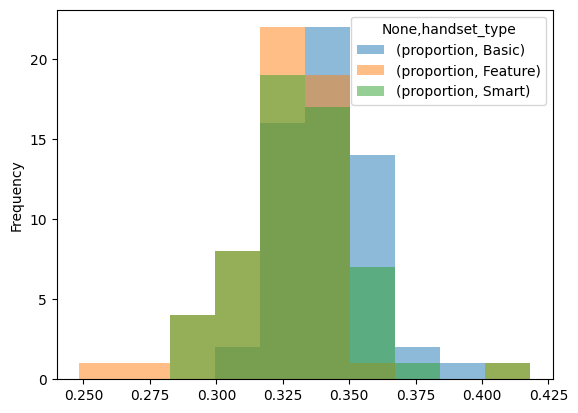 None,handset_type
(proportion, Basic)
(proportion, Feature)
(proportion, Smart)
Frequency
20
15
10
5
0
0.250
0.275
0.300
0.325
0.350
0.375
0.400
0.425